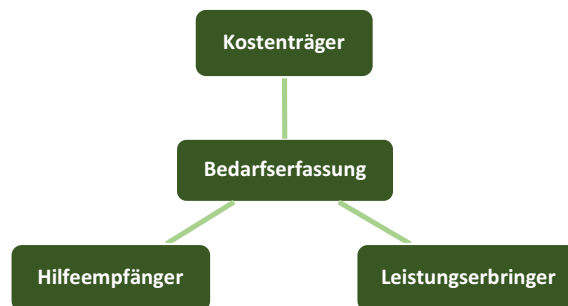 Kostenträger
Bedarfserfassung
Hilfeempfänger
Leistungserbringer